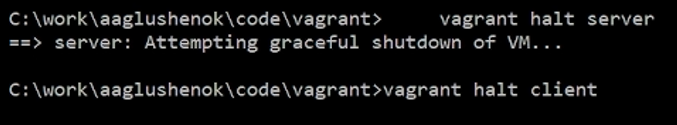 C:\work\aaglushenok\code\vagrant>     vagrant halt server
==> server: Attempting graceful shutdown of VM...
C:\work\aaglushenok\code\vagrant>vagrant halt client